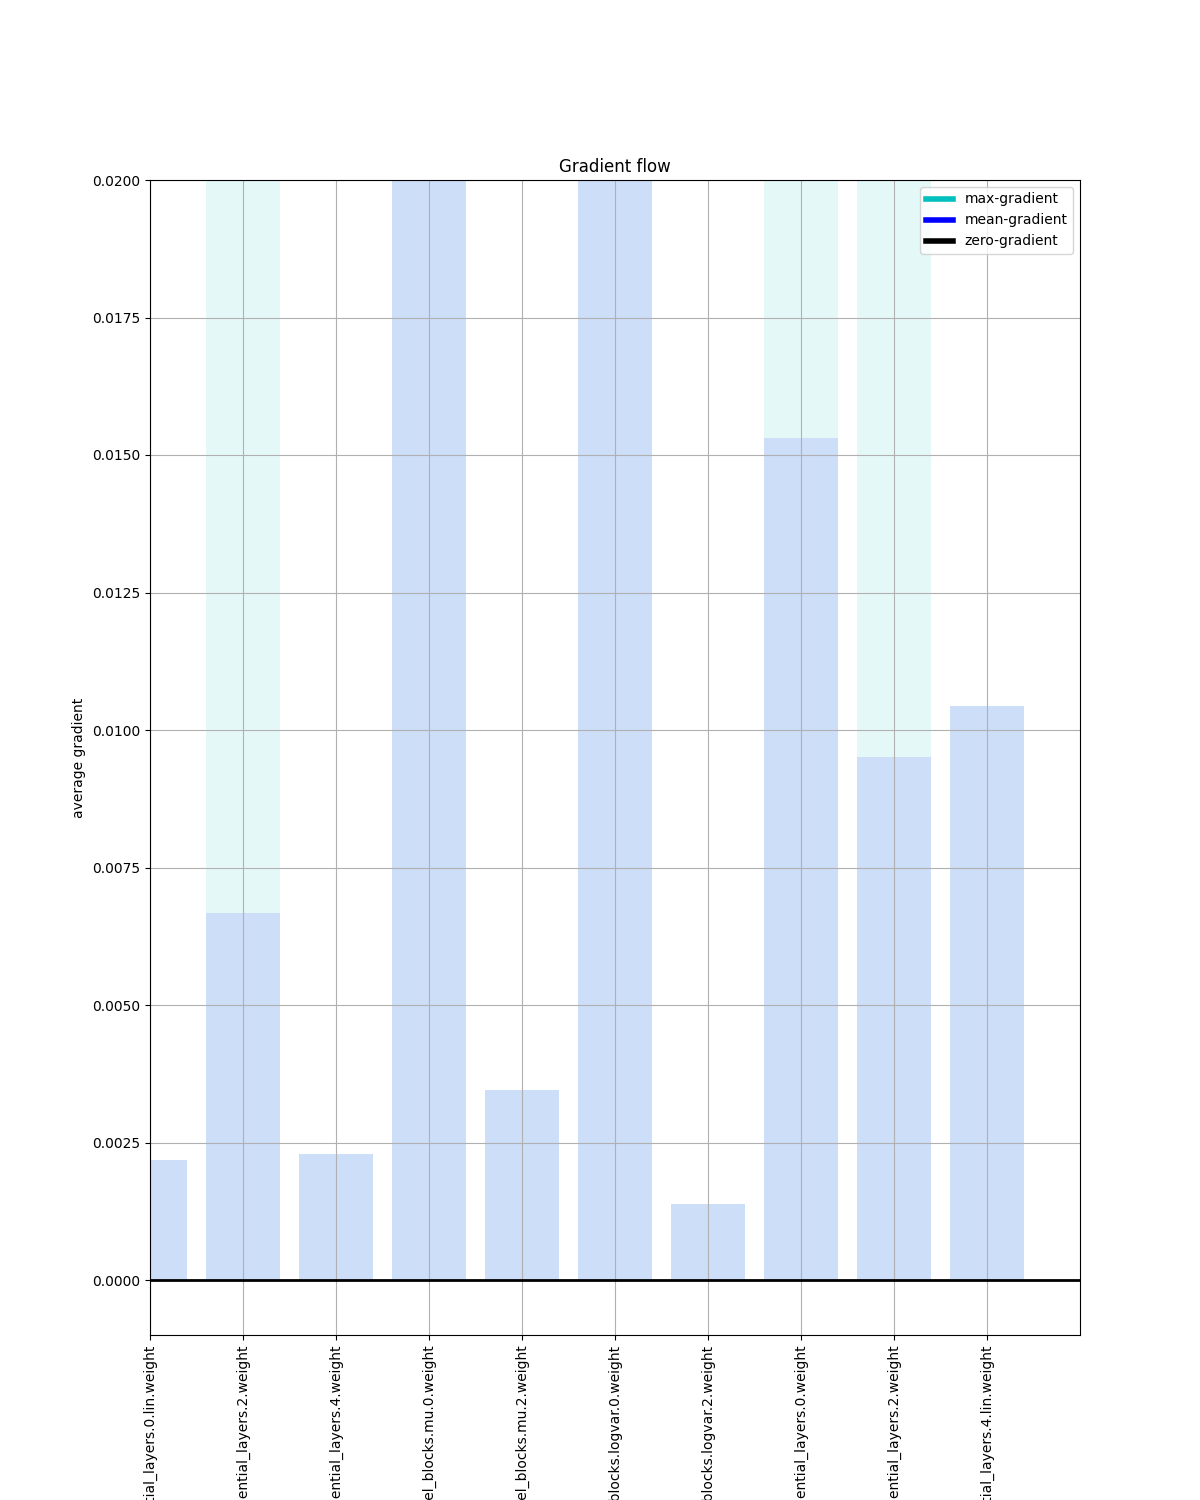 Gradient flow
0.0200
0.0175
0.0150
0.0125
0.0100
0.0075
0.0050
0.0025
0.0000
average gradient
max-gradient
mean-gradient
zero-gradient
tial_layers.0.lin.weight
ential_layers.2.weight
ential_layers.4.weight
el_blocks.mu.0.weight
el_blocks.mu.2.weight
blocks.logvar.0.weight
blocks.logvar.2.weight
ential_layers.0.weight
ential_layers.2.weight
tial_layers.4.lin.weight